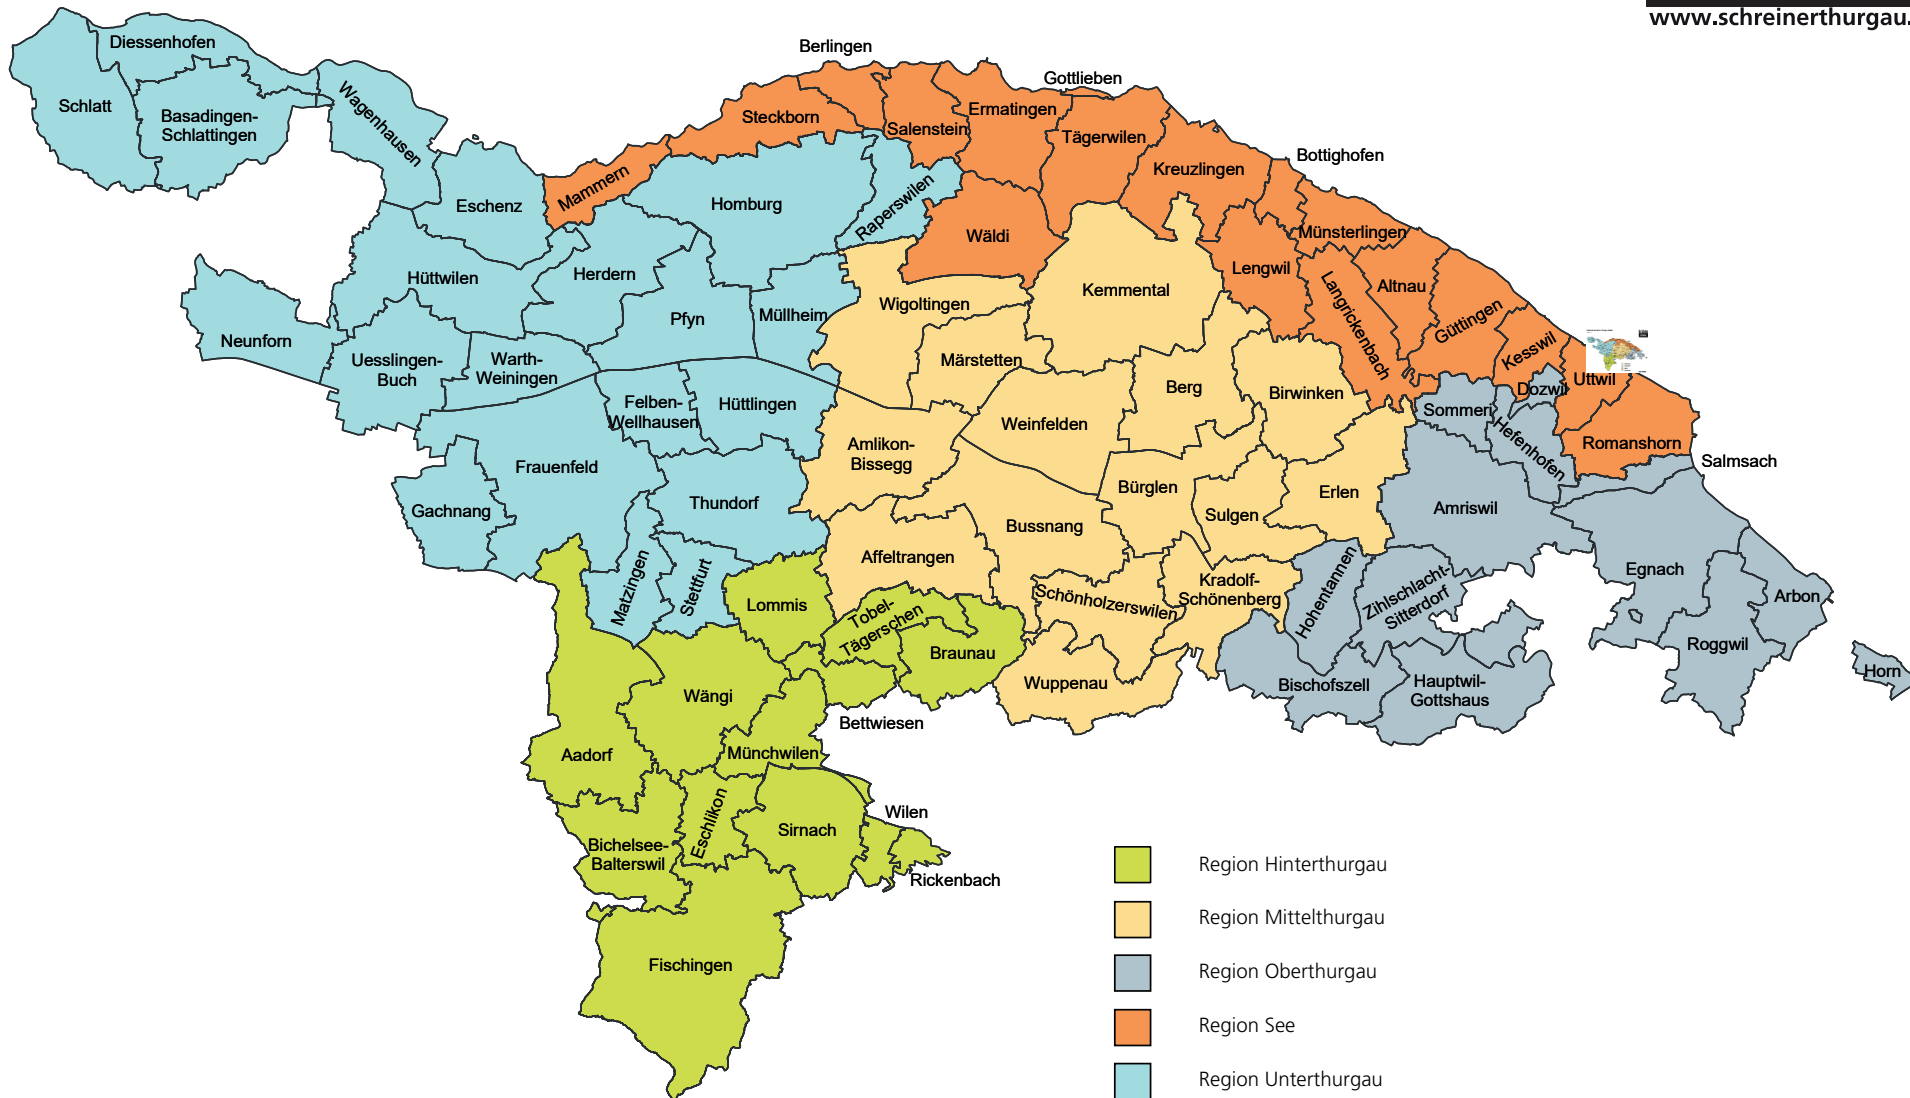 www.schreinerthurgau.
Diessenhofen
Berlingen
Gottlieben
Schlatt
Basadingen-
Schlattingen
Wagenhausen
Steckborn
Salenstein
Ermatingen
Tägerwilen
Kreuzlingen
Bottighofen
Eschenz
Mammern
Homburg
Raperswilen
Wäldi
Münsterlingen
Hüttwilen
Herdern
Lengwil
Langrickenbach
Altnau
Güttingen
Kemmental
Wigoltingen
Neunforn
Pfyn
Müllheim
Kesswil
Uesslingen-
Buch
Warth-
Weiningen
Märstetten
Berg
Birwinken
Dozwil
Uttwil
Felben-
Wellhausen
Hüttlingen
Weinfelden
Sommeri
Hefenhofen
Romanshorn
Salmsach
Amlikon-
Bissegg
Frauenfeld
Gachnang
Thundorf
Bürglen
Sulgen
Erlen
Amriswil
Bussnang
Affeltrangen
Matzingen
Stettfurt
Lommis
Tobel-
Tägerschen
Braunau
Schönholzerswilen
Kradolf-
Schönenberg
Hohentannen
Zihlschlacht-
Sitterdorf
Egnach
Arbon
Roggwil
Horn
Wuppenau
Bischofszell
Hauptwil-
Gottshaus
Wängi
Bettwiesen
Aadorf
Münchwilen
Eschlikon
Sirnach
Wilen
Bichelsee-
Balterswil
Rickenbach
Fischingen
Region Hinterthurgau
Region Mittelthurgau
Region Oberthurgau
Region See
Region Unterthurgau